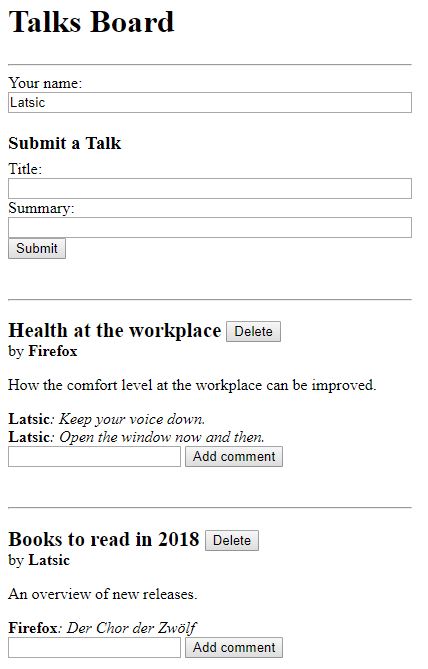 Talks Board
Your name:
Latsic
Submit a Talk
Title:
Summary:
Submit
Health at the workplace Delete
by Firefox
How the comfort level at the workplace can be improved.
Latsic: Keep your voice down.
Latsic: Open the window now and then.
Add comment
Books to read in 2018 Delete
by Latsic
An overview of new releases.
Firefox: Der Chor der Zwölf
Add comment